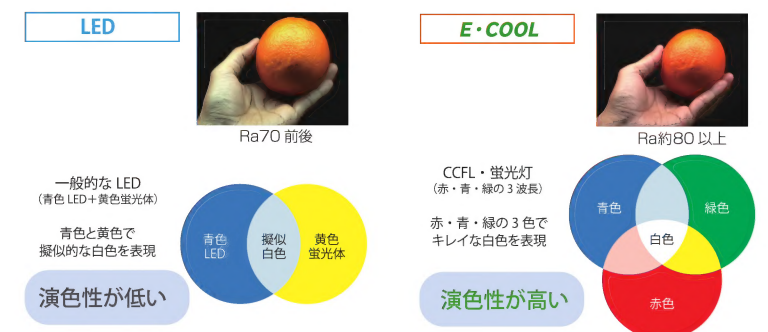 LED
Ra70 前後
一般的な LED
（青色 LED＋黄色蛍光体）
青色と黄色で
擬似的な白色を表現
演色性が低い
青色
LED
擬似
白色
黄色
蛍光体
E・COOL
Ra約80 以上
CCFL・蛍光灯
（赤・青・緑の３波長）
赤・青・緑の３色で
キレイな白色を表現
演色性が高い
青色
緑色
白色
赤色